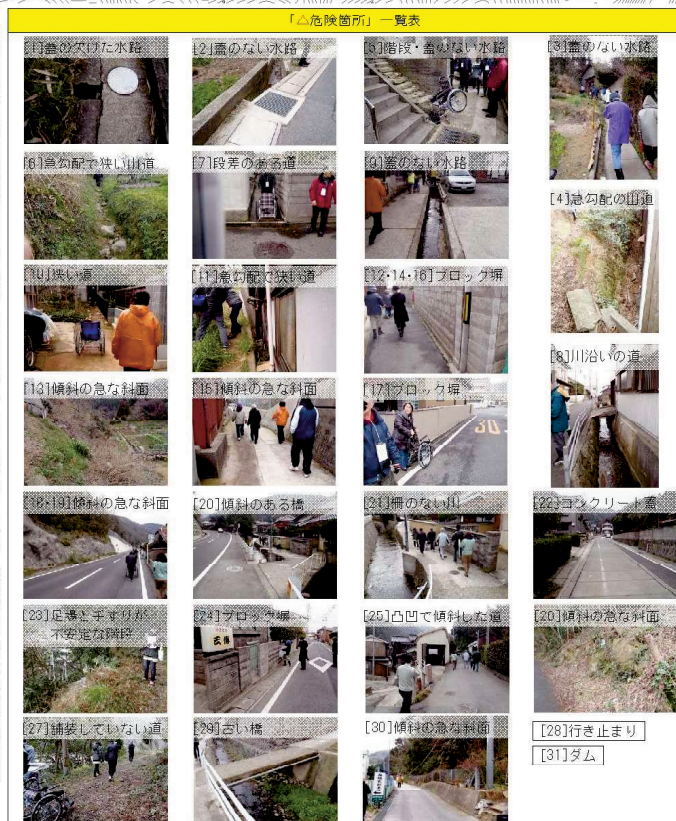 「△危険箇所」一覧表
[1]蓋の欠けた水路
[2]蓋のない水路
[5]階段・蓋のない水路
[3]蓋のない水路
[6]急勾配で狭い山道
[7]段差のある道
[9]蓋のない水路
[4]急勾配の山道
[10]狭い道
[11]急勾配で狭い道
[12・14・16]ブロック塀
[8]川沿いの道
[13]傾斜の急な斜面
[15]傾斜の急な斜面
[17]ブロック塀
30
[18・19]傾斜の急な斜面
[20]傾斜のある橋
[21]柵のない川
[22]コンクリート蓋
[23]足場と手すりが
不安定な階段
[24]ブロック塀
[25]凸凹で傾斜した道
[20]傾斜の急な斜面
[27]舗装していない道
[29]古い橋
[30]傾斜の急な斜面
[28]行き止まり
[31]ダム